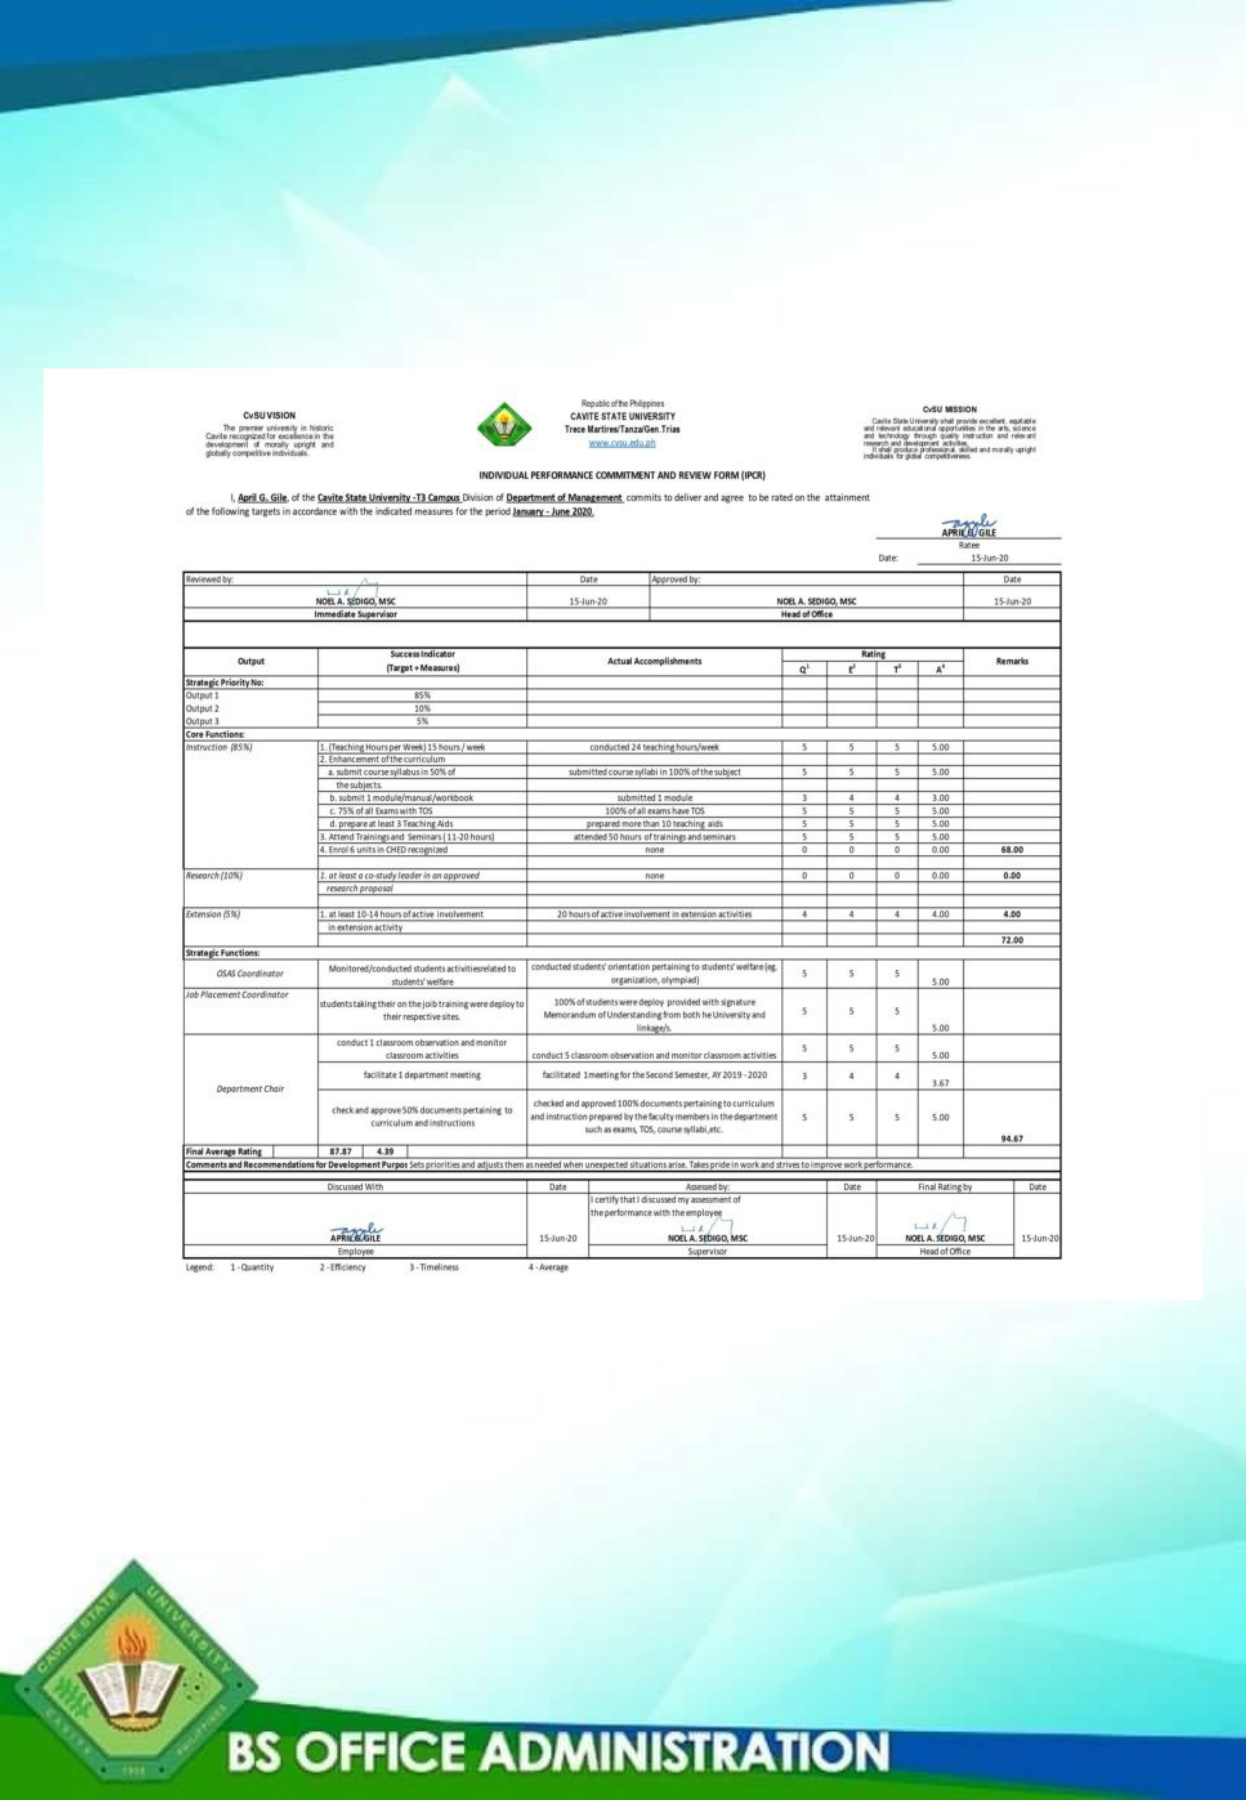 CvSU VISION
The premier university in historic
Cavite recognized for excellence in the
development of morally upright and
globally competitive individuals.
Republic of the Philippines
CAVITE STATE UNIVERSITY
Trece Martires/Tanza/Gen.Trias
www.cvsu.edu.ph
CvSU MISSION
Cavite State University shall provide excellent, equitable
and relevant educational opportunities in the arts, science
and technology through quality instruction and relevant
research and development activities.
It shall produce professional, skilled and morally upright
individuals for global competitiveness.
INDIVIDUAL PERFORMANCE COMMITMENT AND REVIEW FORM (IPCR)
I, April G. Gile, of the Cavite State University -T3 Campus Division of Department of Management commits to deliver and agree to be rated on the attainment
of the following targets in accordance with the indicated measures for the period January - June 2020.
APRIL G. GILE
Ratee
Date: 15-Jun-20
Reviewed by: Date Approved by: Date
NOEL A. SEDIGO, MSC 15-Jun-20 NOEL A. SEDIGO, MSC 15-Jun-20
Immediate Supervisor Head of Office
Output Success Indicator (Target + Measures) Actual Accomplishments Rating Remarks
Q1 E2 T3 A4
Strategic Priority No:
Output 1 85%
Output 2 10%
Output 3 5%
Core Functions:
Instruction (85%) 1. (Teaching Hours per Week) 15 hours / week conducted 24 teaching hours/week 5 5 5 5.00
2. Enhancement of the curriculum
a. submit course syllabus in 50% of submitted course syllabi in 100% of the subject 5 5 5 5.00
the subjects
b. submit 1 module/manual/workbook submitted 1 module 3 4 4 3.00
c. 75% of all Exams with TOS 100% of all exams have TOS 5 5 5 5.00
d. prepare at least 3 Teaching Aids prepared more than 10 teaching aids 5 5 5 5.00
3. Attend Trainings and Seminars (11-20 hours) attended 50 hours of trainings and seminars 5 5 5 5.00
4. Enrol 6 units in CHED recognized none 0 0 0 0.00 68.00
Research (10%) 1. at least a co-study leader in an approved none 0 0 0 0.00 0.00
research proposal
Extension (5%) 1. at least 10-14 hours of active involvement 20 hours of active involvement in extension activities 4 4 4 4.00 4.00
in extension activity
72.00
Strategic Functions:
OSAS Coordinator Monitored/conducted students activitiesrelated to students' welfare conducted students' orientation pertaining to students' welfare (eg. organization, olympiad) 5 5 5 5.00
Job Placement Coordinator students taking their on the joib training were deploy to their respective sites. 100% of students were deploy provided with signature Memorandum of Understanding from both he University and linkage/s. 5 5 5 5.00
Department Chair conduct 1 classroom observation and monitor classroom activities conduct 5 classroom observation and monitor classroom activities 5 5 5 5.00
facilitate 1 department meeting facilitated 1meeting for the Second Semester, AY 2019 - 2020 3 4 4 3.67
check and approve 50% documents pertaining to curriculum and instructions checked and approved 100% documents pertaining to curriculum and instruction prepared by the faculty members in the department such as exams, TOS, course syllabi,etc. 5 5 5 5.00 94.67
Final Average Rating 87.87 4.39
Comments and Recommendations for Development Purpos Sets priorities and adjusts them as needed when unexpected situations arise. Takes pride in work and strives to improve work performance.
Discussed With Date Assessed by: Date Final Rating by Date
I certify that I discussed my assessment of
the performance with the employee
APRIL G. GILE 15-Jun-20 NOEL A. SEDIGO, MSC 15-Jun-20 NOEL A. SEDIGO, MSC 15-Jun-20
Employee Supervisor Head of Office
Legend: 1 - Quantity 2 - Efficiency 3 - Timeliness 4 - Average
CAVITE STATE UNIVERSITY
CAVITE PHILIPPINES
1906
BS OFFICE ADMINISTRATION